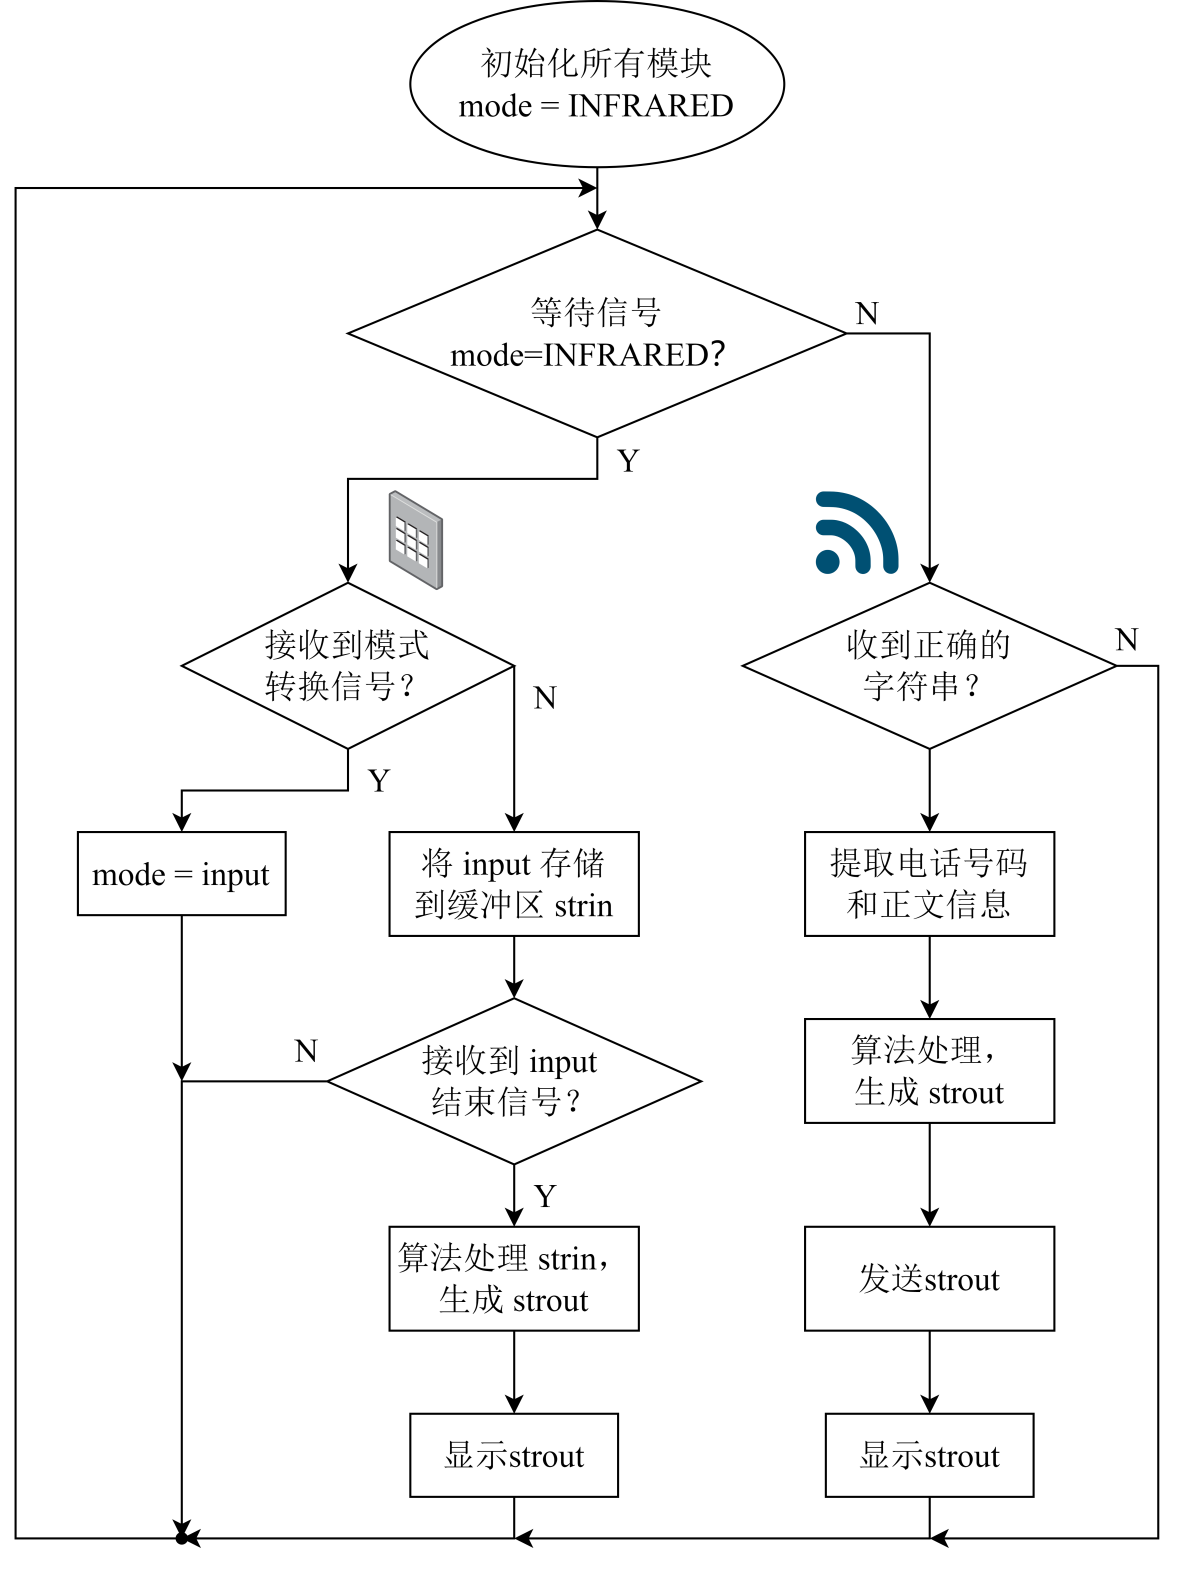 初始化所有模块
mode = INFRARED
等待信号
mode=INFRARED？
N
Y
接收到模式
转换信号？
N
Y
收到正确的
字符串？
N
mode = input
将 input 存储
到缓冲区 strin
提取电话号码
和正文信息
接收到 input
结束信号？
N
Y
算法处理，
生成 strout
算法处理 strin，
生成 strout
发送strout
显示strout
显示strout